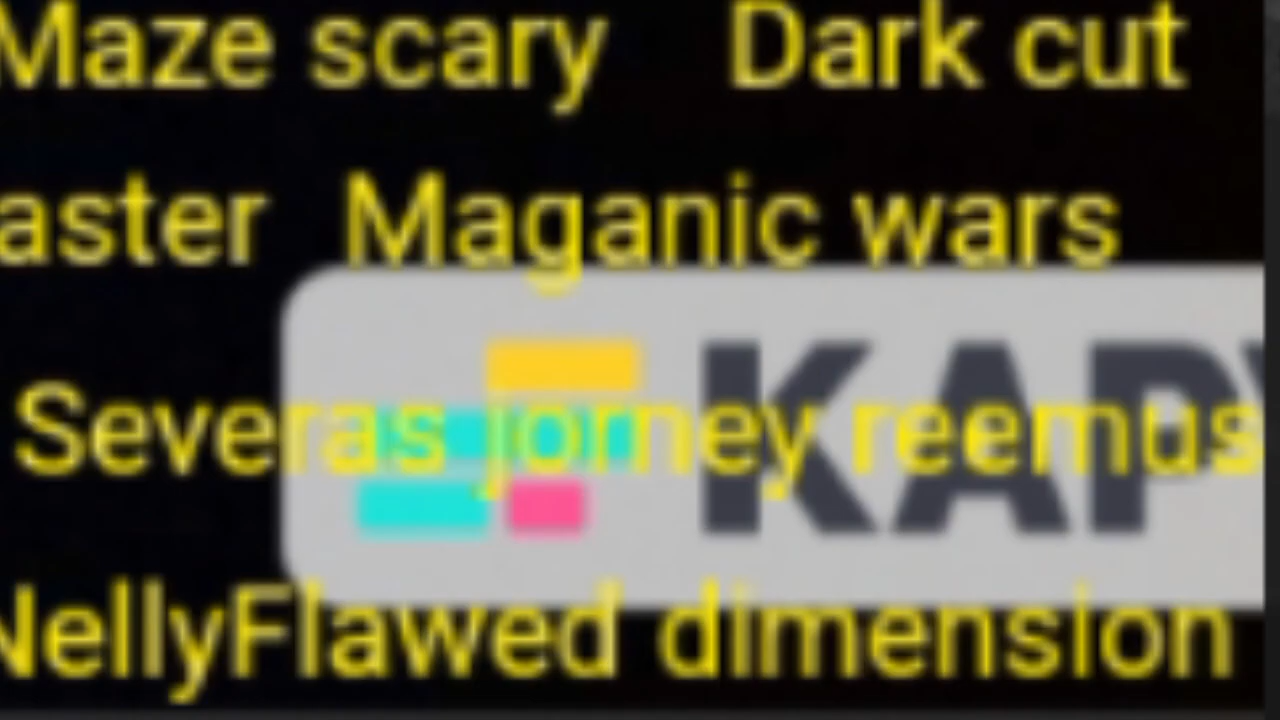 Maze scary Dark cut
aster Maganic wars
KAP
Severas jorney reemus
NellyFlawed dimension